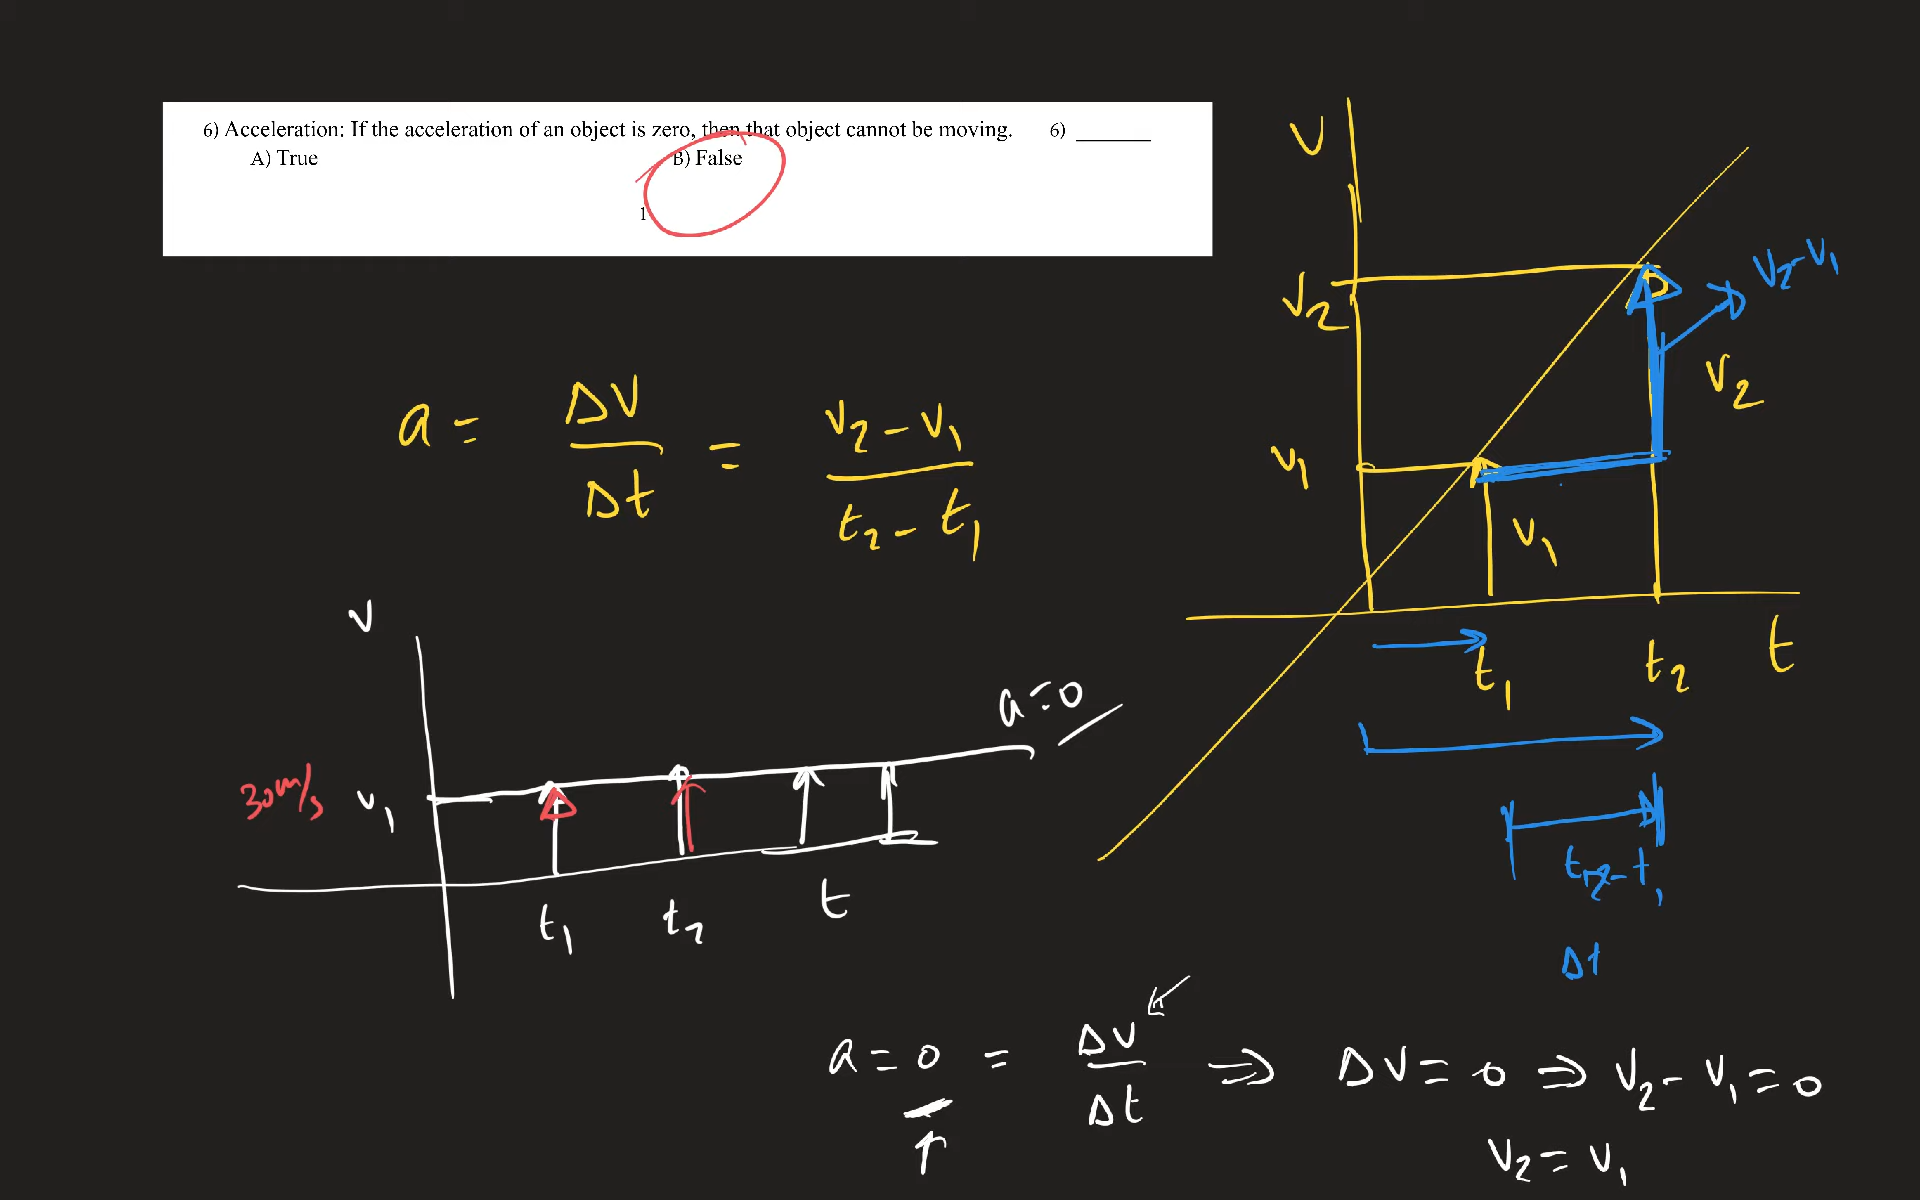 6) Acceleration: If the acceleration of an object is zero, then that object cannot be moving. 6) ________
A) True B) False
1
V
V₂
V₂-V₁
V₂
V₁
V₁
t₁
t₂
t
t₂-t₁
Δt
a = ΔV/Δt = V₂-V₁/t₂-t₁
V
a=0
30m/s
V₁
t₁
t₂
t
a = 0 = ΔV/Δt ⇒ ΔV = 0 ⇒ V₂- V₁ = 0
V₂ = V₁